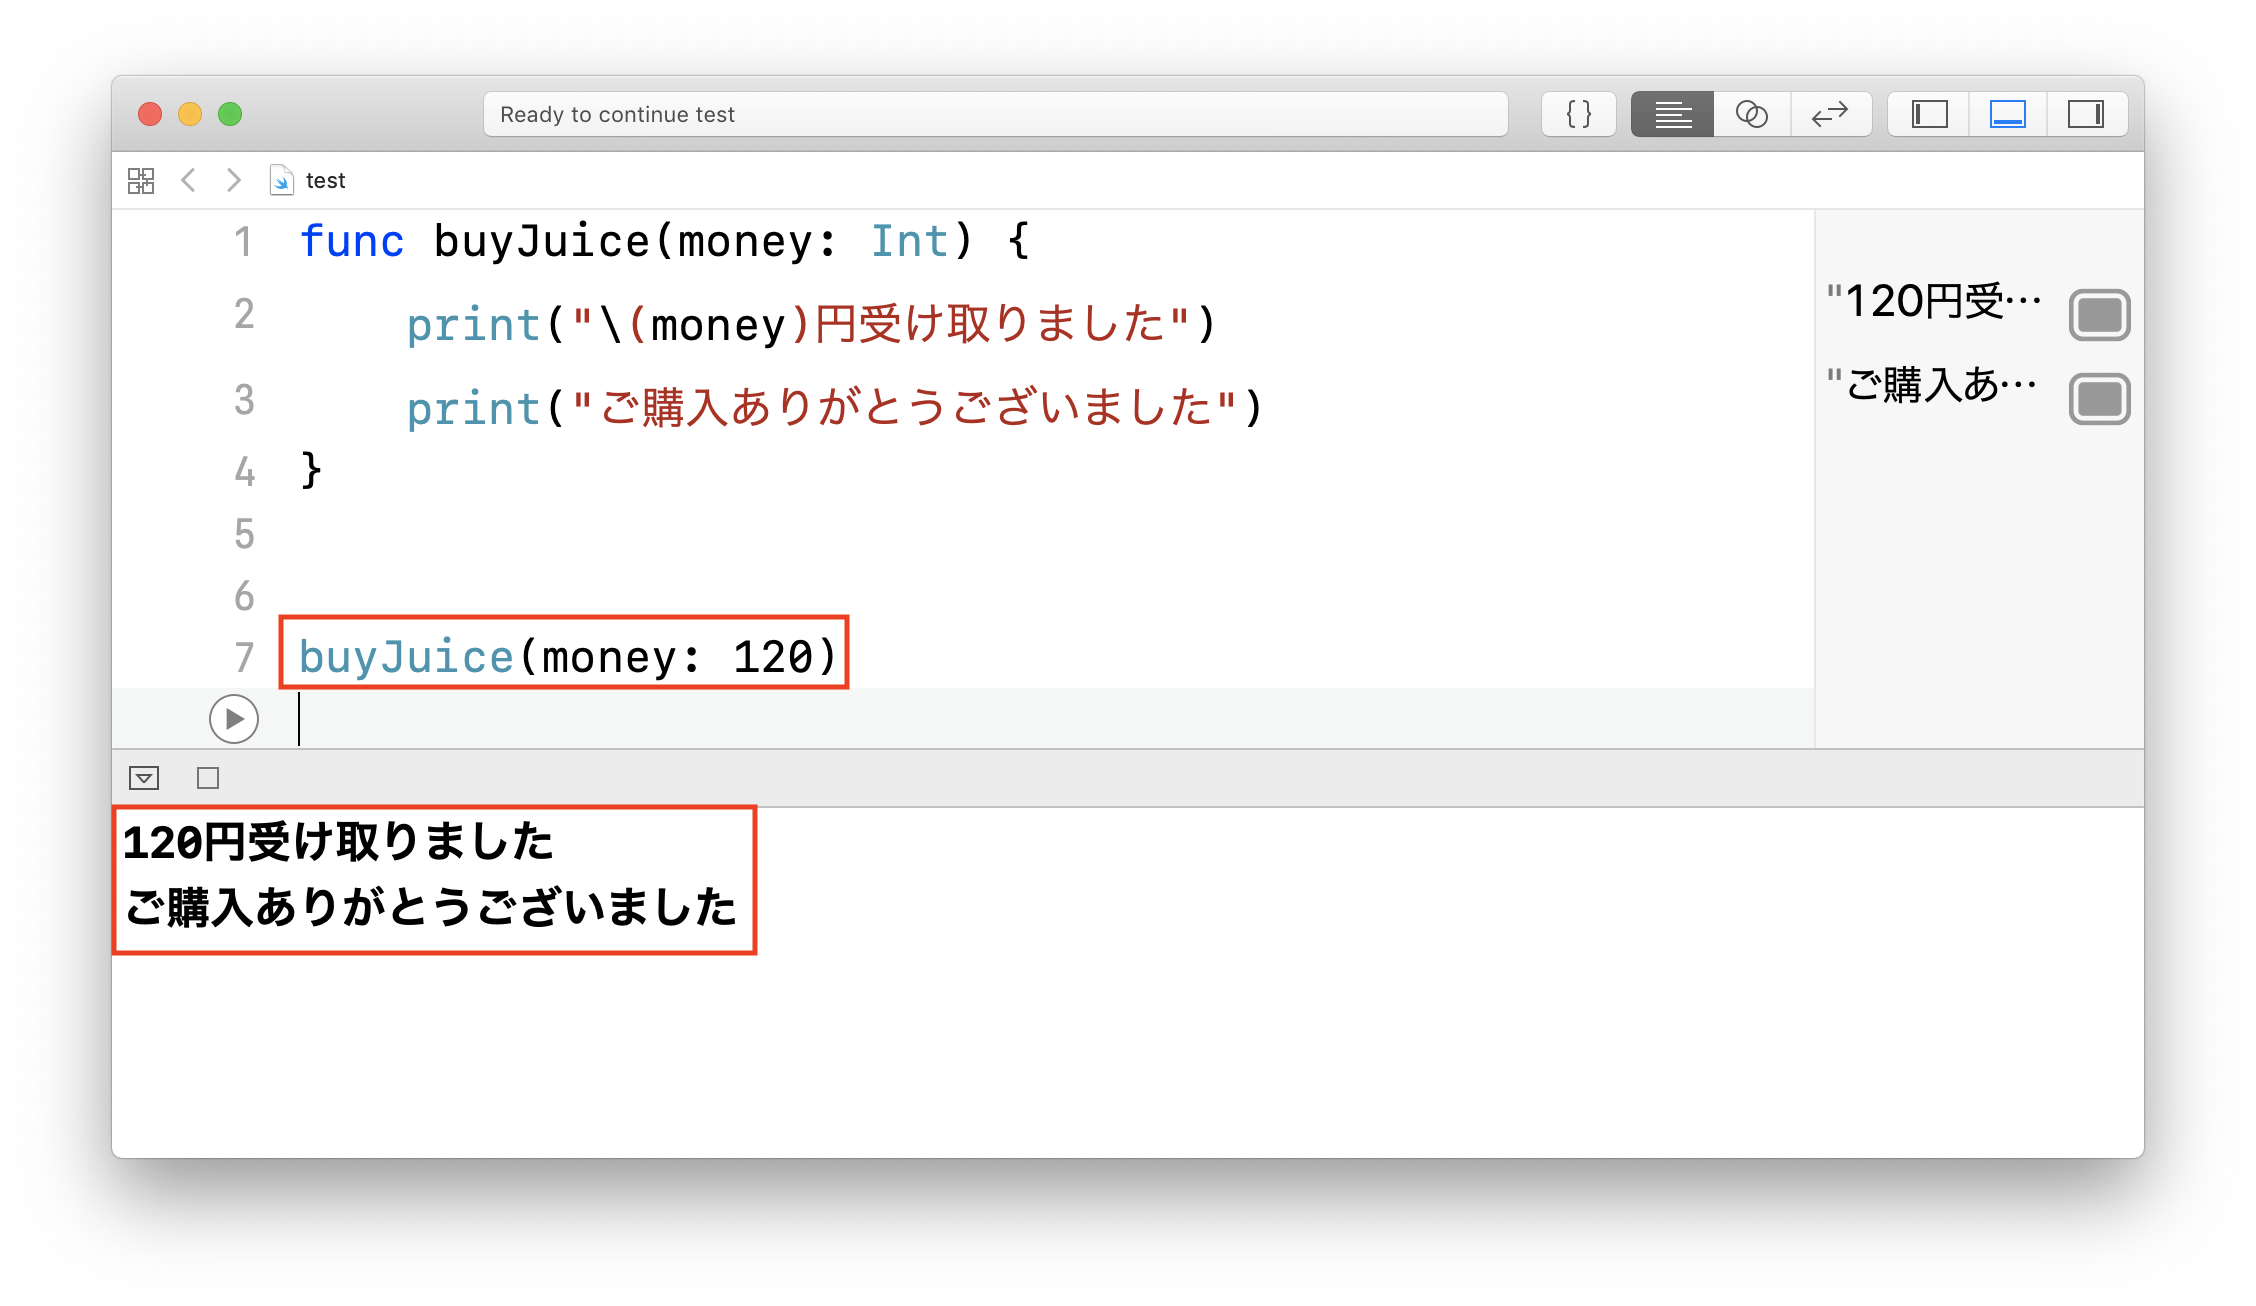 Ready to continue test
{ }
test
1 func buyJuice(money: Int) {
2 print("\(money)円受け取りました")
"120円受…
3 print("ご購入ありがとうございました")
"ご購入あ…
4 }
5
6
7 buyJuice(money: 120)
120円受け取りました
ご購入ありがとうございました